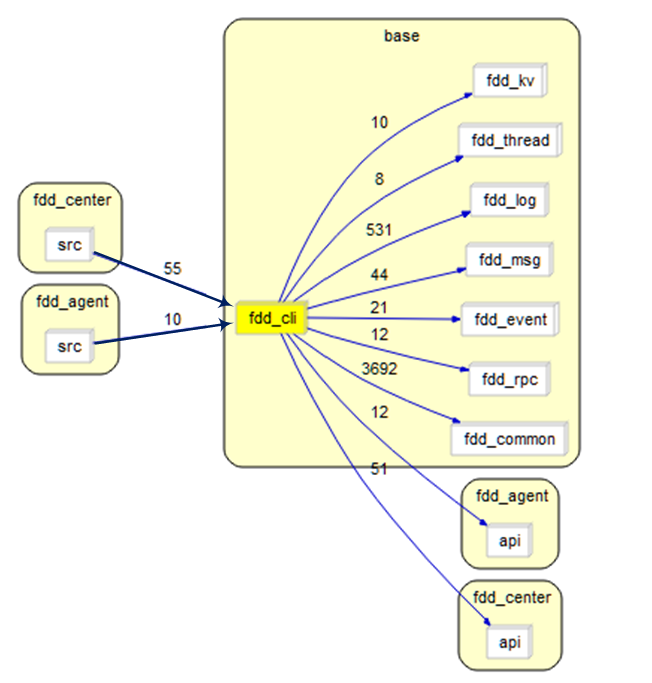 base
fdd_kv
10
fdd_thread
8
fdd_center
fdd_log
531
src
fdd_msg
55
44
fdd_agent
21
10
fdd_cli
fdd_event
12
src
3692
fdd_rpc
12
fdd_common
51
fdd_agent
api
fdd_center
api